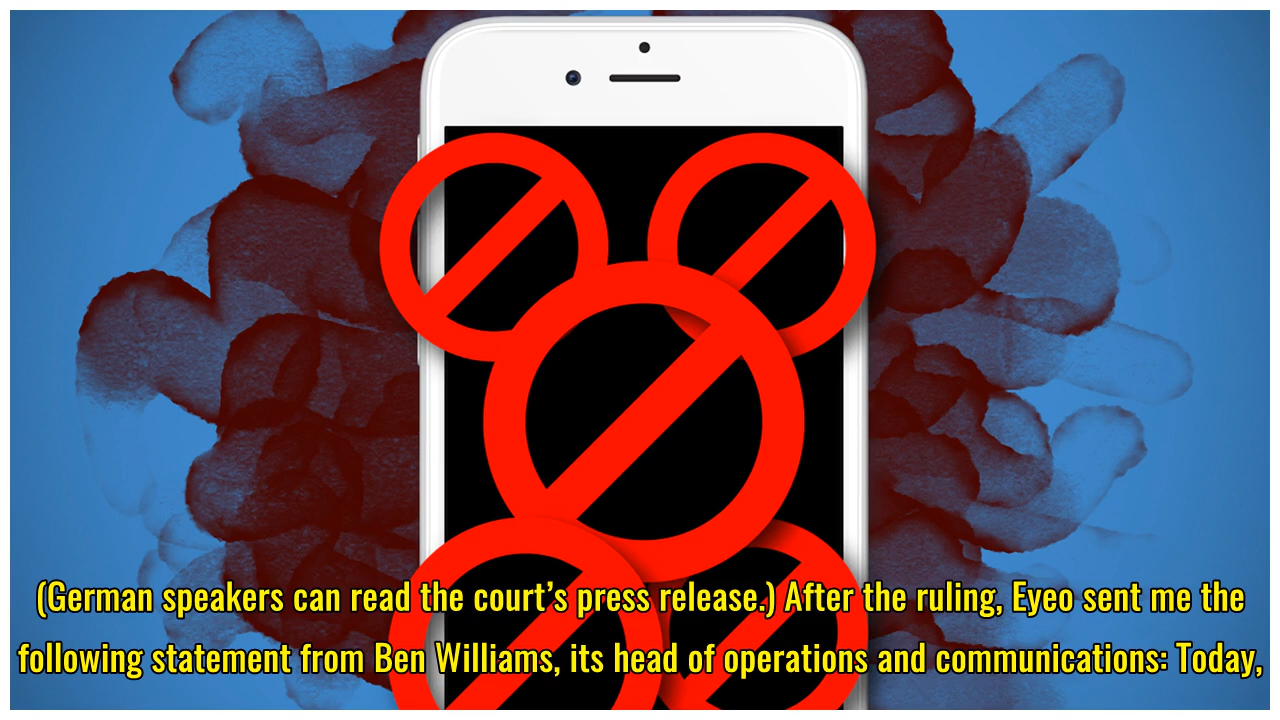 (German speakers can read the court’s press release.) After the ruling, Eyeo sent me the
following statement from Ben Williams, its head of operations and communications: Today,